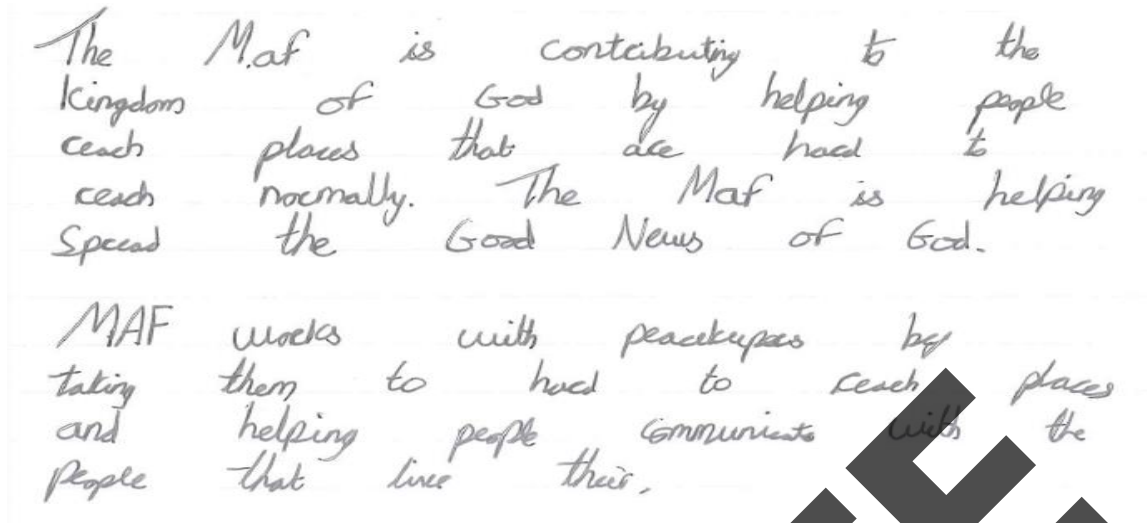 The Maf is contributing to the
Kingdom of God by helping people
reach places that are hard to
reach normally. The Maf is helping
Spread the Good News of God.
MAF works with peacekeepers by
taking them to hard to reach places
and helping people communicate with the
people that live their.